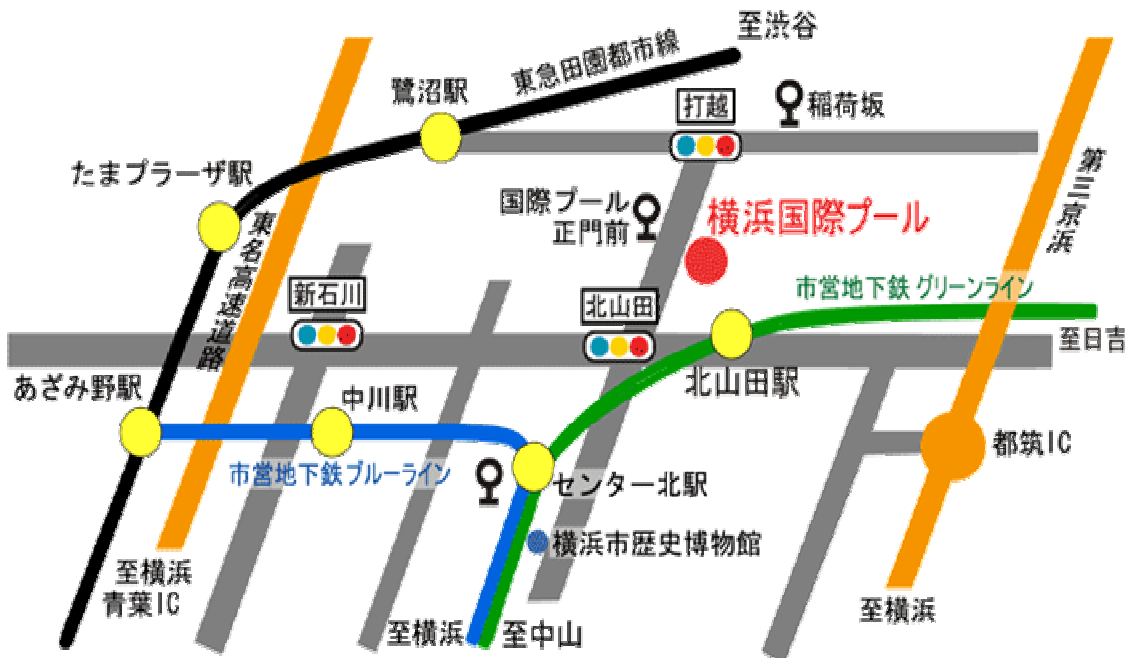 至渋谷
東急田園都市線
鷺沼駅
打越
稲荷坂
たまプラーザ駅
国際プール
正門前
横浜国際プール
第三京浜
東名高速道路
新石川
北山田
市営地下鉄 グリーンライン
至日吉
あざみ野駅
中川駅
北山田駅
市営地下鉄 ブルーライン
センター北駅
都筑IC
横浜市歴史博物館
至横浜
青葉IC
至横浜
至中山
至横浜